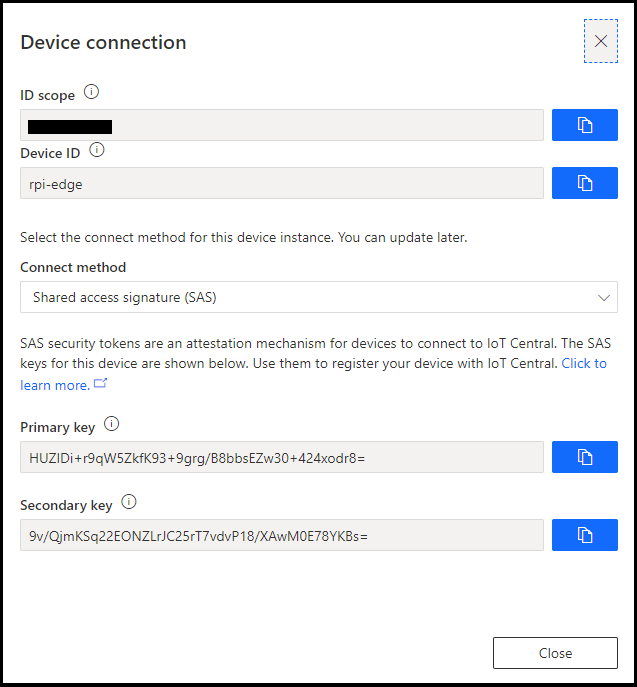 Device connection
ID scope
Device ID
rpi-edge
Select the connect method for this device instance. You can update later.
Connect method
Shared access signature (SAS)
SAS security tokens are an attestation mechanism for devices to connect to IoT Central. The SAS
keys for this device are shown below. Use them to register your device with IoT Central. Click to
learn more.
Primary key
HUZIDi+r9qW5ZkfK93+9grg/B8bbsEZw30+424xodr8=
Secondary key
9v/QjmKSq22EONZLrJC25rT7vdvP18/XAwM0E78YKBs=
Close